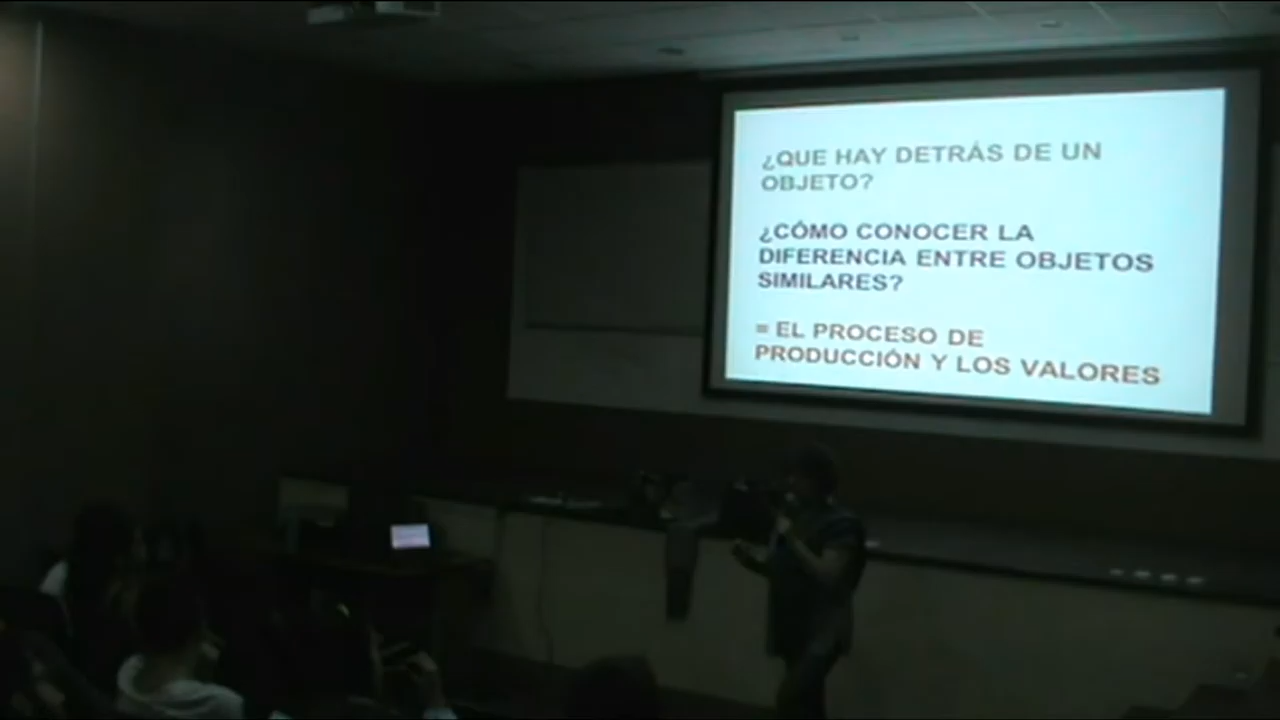 ¿QUE HAY DETRÁS DE UN
OBJETO?
¿CÓMO CONOCER LA
DIFERENCIA ENTRE OBJETOS
SIMILARES?
= EL PROCESO DE
PRODUCCIÓN Y LOS VALORES